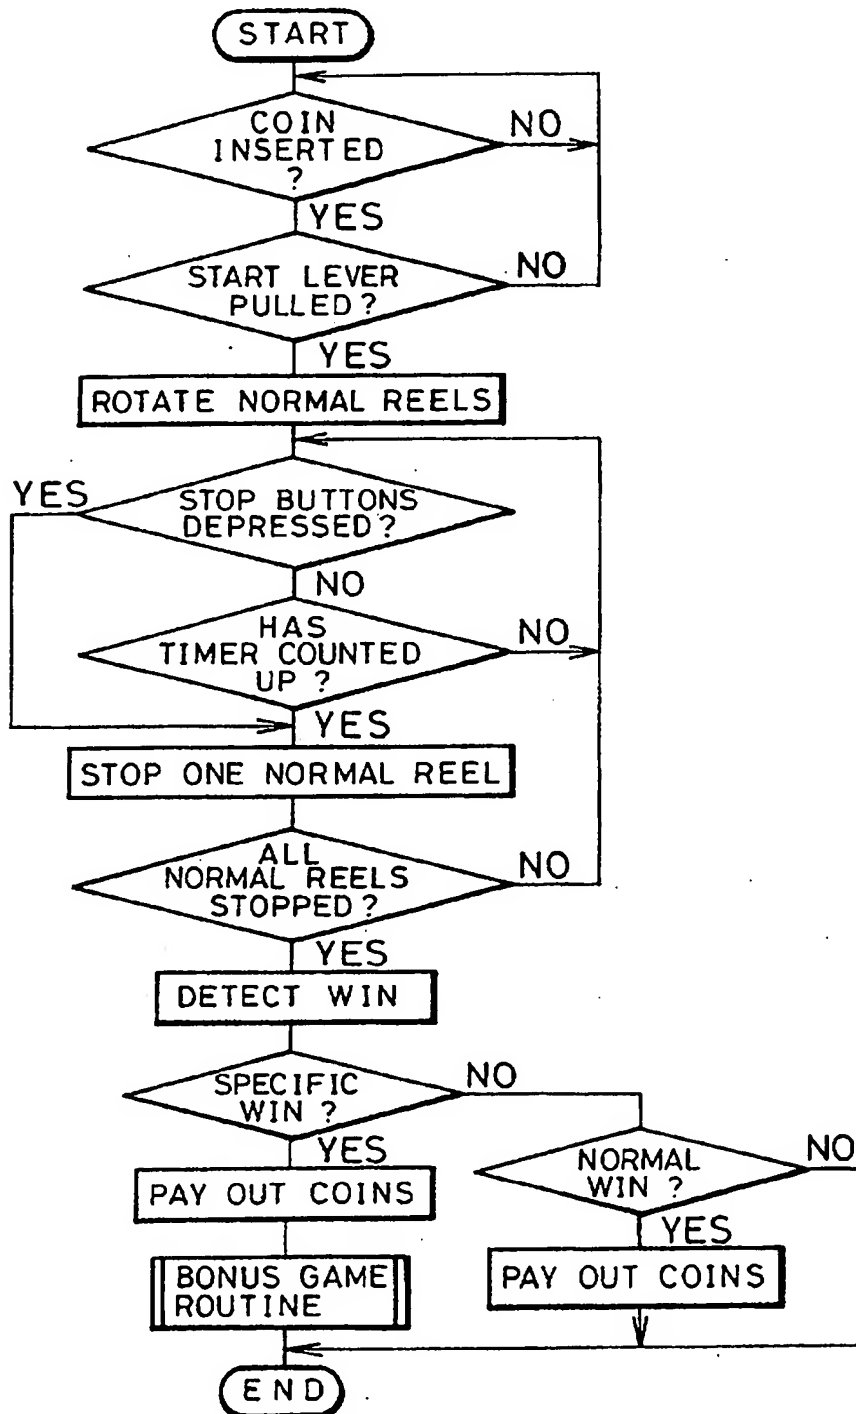 START
COIN
INSERTED
?
NO
YES
START LEVER
PULLED?
NO
YES
ROTATE NORMAL REELS
YES
STOP BUTTONS
DEPRESSED?
NO
HAS
TIMER COUNTED
UP ?
NO
YES
STOP ONE NORMAL REEL
ALL
NORMAL REELS
STOPPED?
NO
YES
DETECT WIN
SPECIFIC
WIN ?
NO
YES
NORMAL
WIN ?
NO
YES
PAY OUT COINS
PAY OUT COINS
BONUS GAME
ROUTINE
END